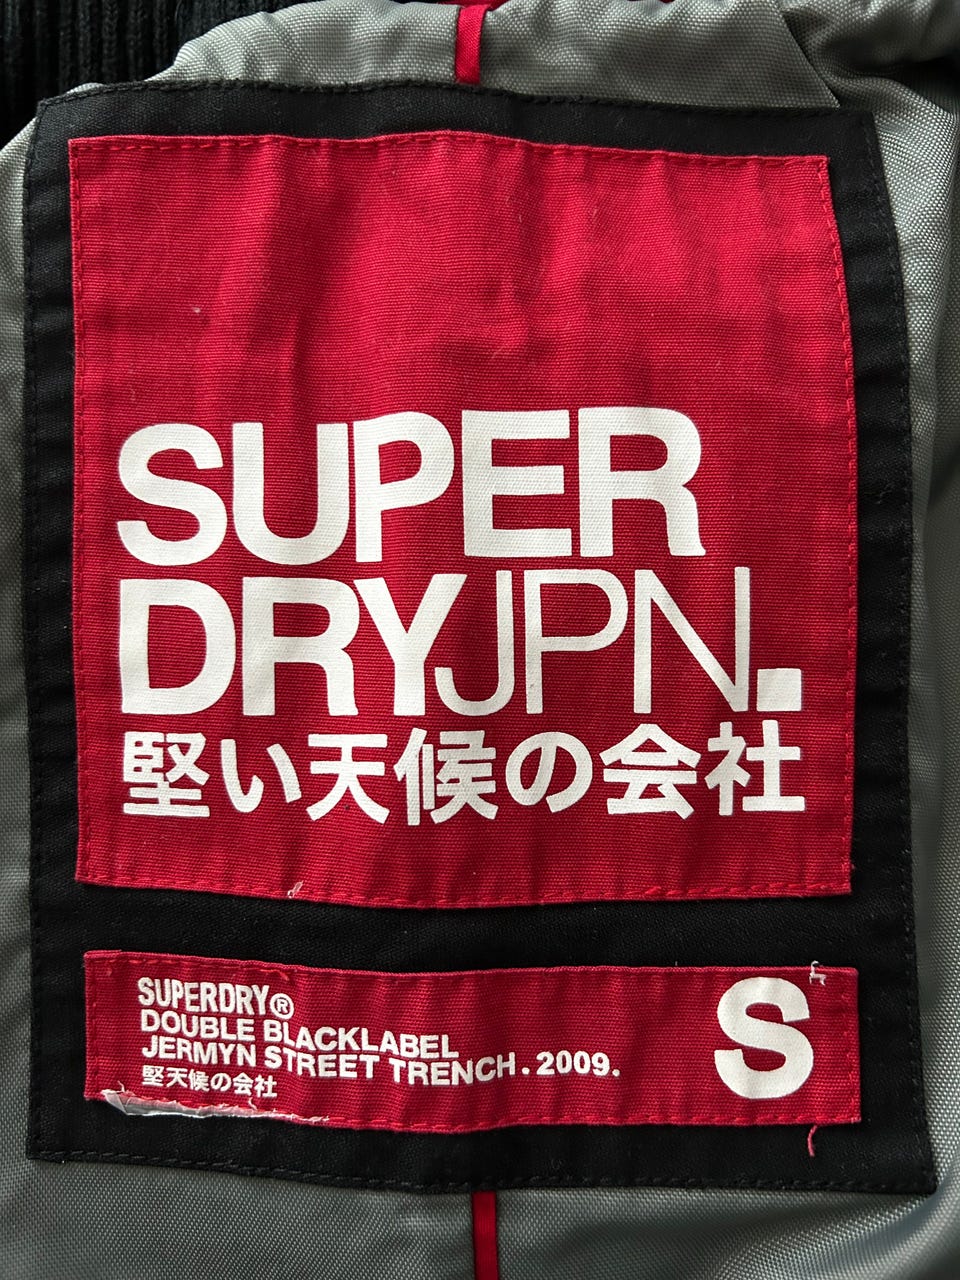 SUPER
DRYJPN.
堅い天候の会社
SUPERDRY®
DOUBLE BLACKLABEL
JERMYN STREET TRENCH. 2009.
堅天候の会社
S